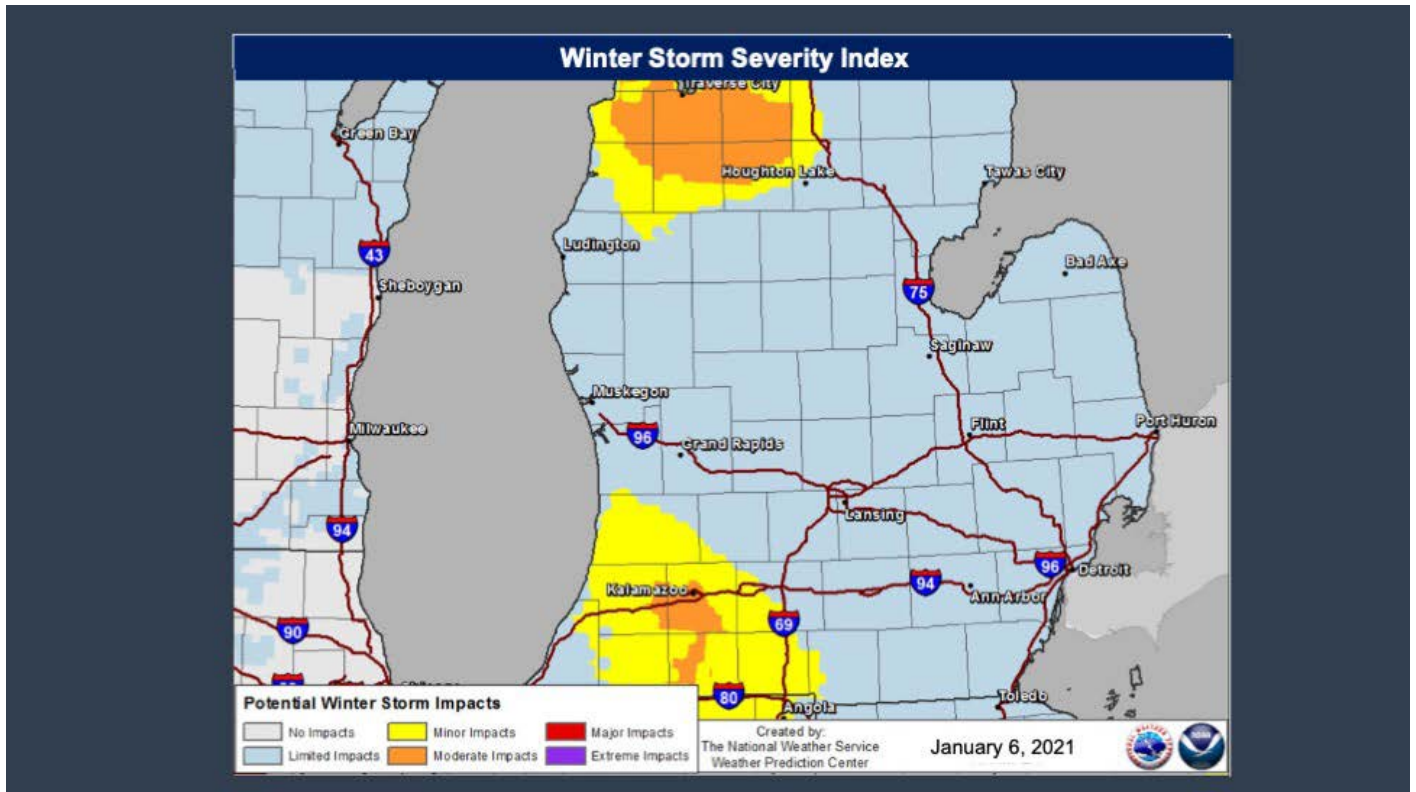 Winter Storm Severity Index
Traverse City
Green Bay
Houghton Lake
Tawas City
Ludington
43
Bad Axe
Sheboygan
75
Saginaw
Muskegon
Milwaukee
96
Grand Rapids
Flint
Port Huron
94
Lansing
96
Detroit
Kalamazoo
94
Ann Arbor
90
69
80
Angola
Toledo
Potential Winter Storm Impacts
No Impacts
Minor Impacts
Major Impacts
Limited Impacts
Moderate Impacts
Extreme Impacts
Created by:
The National Weather Service
Weather Prediction Center
January 6, 2021